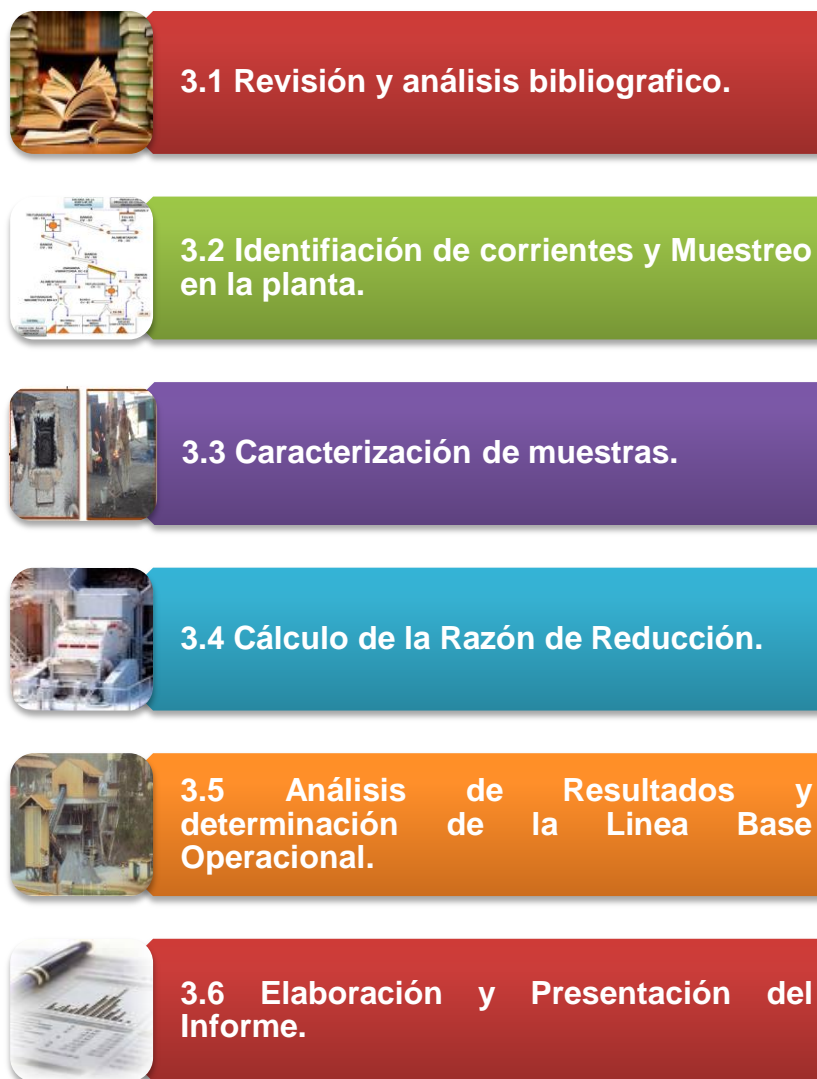 3.1 Revisión y análisis bibliografico.
3.2 Identifiación de corrientes y Muestreo
en la planta.
3.3 Caracterización de muestras.
3.4 Cálculo de la Razón de Reducción.
3.5 Análisis de Resultados y
determinación de la Linea Base
Operacional.
3.6 Elaboración y Presentación del
Informe.